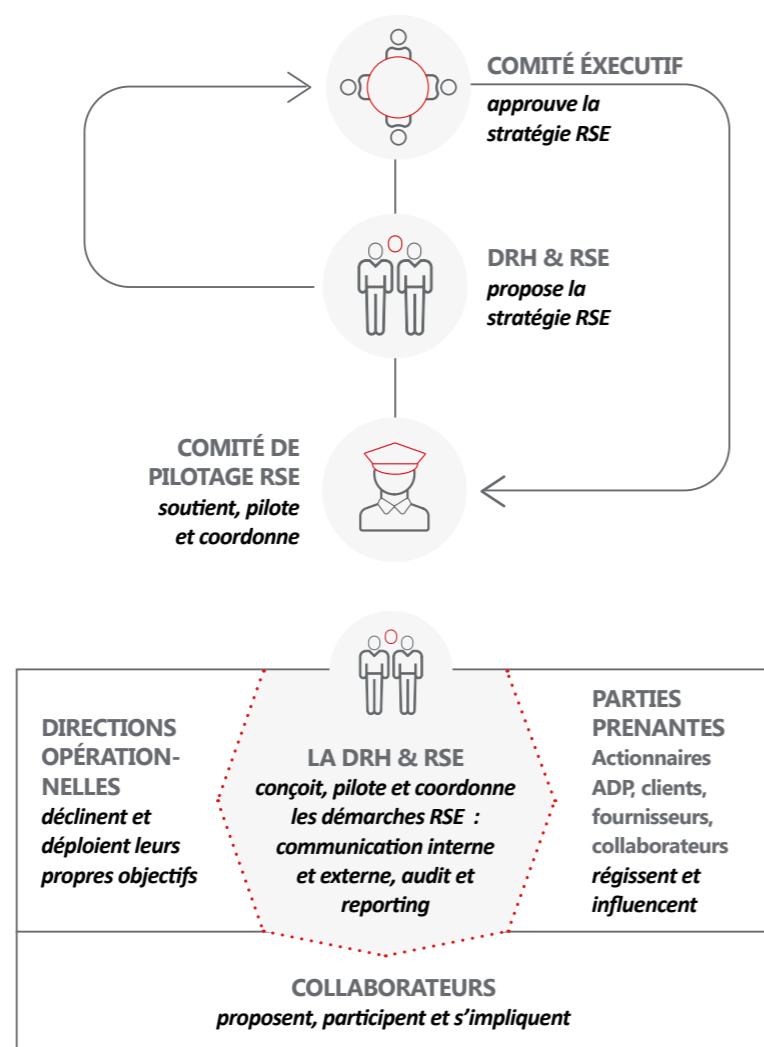 COMITÉ ÉXECUTIF
approuve la
stratégie RSE
DRH & RSE
propose la
stratégie RSE
COMITÉ DE
PILOTAGE RSE
soutient, pilote
et coordonne
DIRECTIONS
OPÉRATION-
NELLES
déclinent et
déploient leurs
propres objectifs
LA DRH & RSE
conçoit, pilote et coordonne
les démarches RSE :
communication interne
et externe, audit et
reporting
PARTIES
PRENANTES
Actionnaires
ADP, clients,
fournisseurs,
collaborateurs
régissent et
influencent
COLLABORATEURS
proposent, participent et s’impliquent